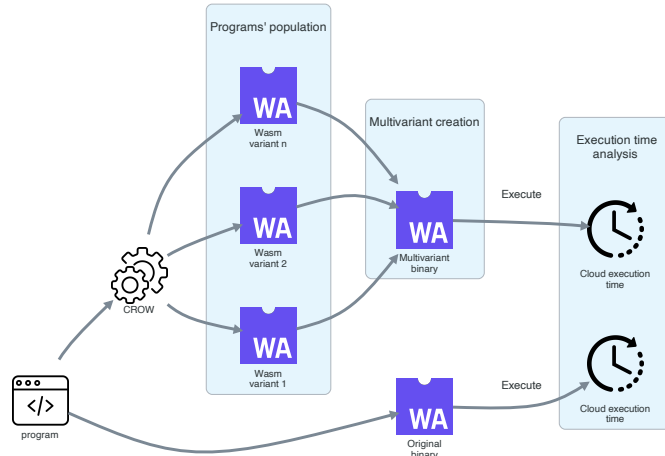 Programs' population
WA
Wasm
variant n
Multivariant creation
Execution time
analysis
WA
Wasm
variant 2
WA
Multivariant
binary
Execute
Cloud execution
time
CROW
WA
Wasm
variant 1
</>
program
WA
Original
binary
Execute
Cloud execution
time